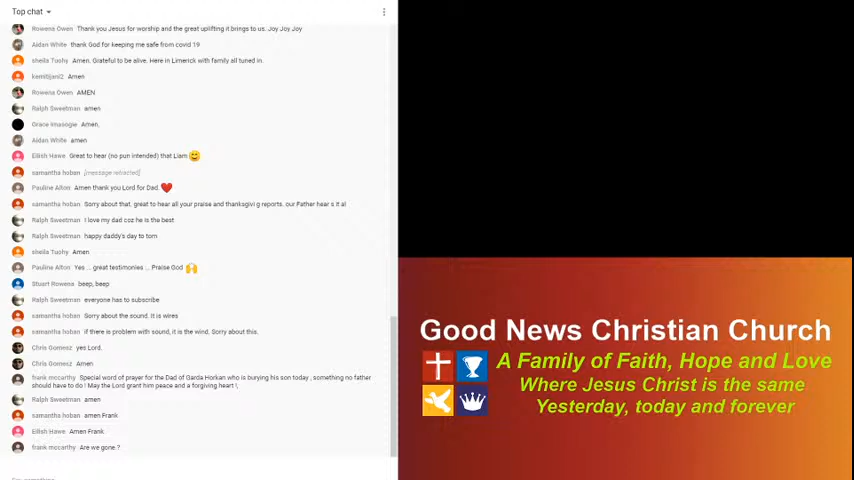 Top chat
Rowena Owen Thank you Jesus for worship and the great uplifting it brings to us. Joy Joy Joy
Aidan White thank God for keeping me safe from covid 19
sheila Tuohy Amen. Grateful to be alive. Here in Limerick with family all tuned in.
kemitijani2 Amen
Rowena Owen AMEN
Ralph Sweetman amen
Grace Imasogie Amen,
Aidan White amen
Eilish Hawe Great to hear (no pun intended) that Liam 😊
samantha hoban [message retracted]
Pauline Alton Amen thank you Lord for Dad ❤️
samantha hoban Sorry about that, great to hear all your praise and thanksgivi g reports, our Father hear s it al
Ralph Sweetman I love my dad coz he is the best
Ralph Sweetman happy daddy's day to tom
sheila Tuohy Amen
Pauline Alton Yes ... great testimonies ... Praise God 🙌
Stuart Rowena beep, beep
Ralph Sweetman everyone has to subscribe
samantha hoban Sorry about the sound. It is wires
samantha hoban if there is problem with sound, it is the wind. Sorry about this.
Chris Gomesz yes Lord.
Chris Gomesz Amen
frank mccarthy Special word of prayer for the Dad of Garda Horkan who is burying his son today , something no father
should have to do ! May the Lord grant him peace and a forgiving heart !,
Ralph Sweetman amen
samantha hoban amen Frank
Eilish Hawe Amen Frank
frank mccarthy Are we gone ?
Good News Christian Church
A Family of Faith, Hope and Love
Where Jesus Christ is the same
Yesterday, today and forever